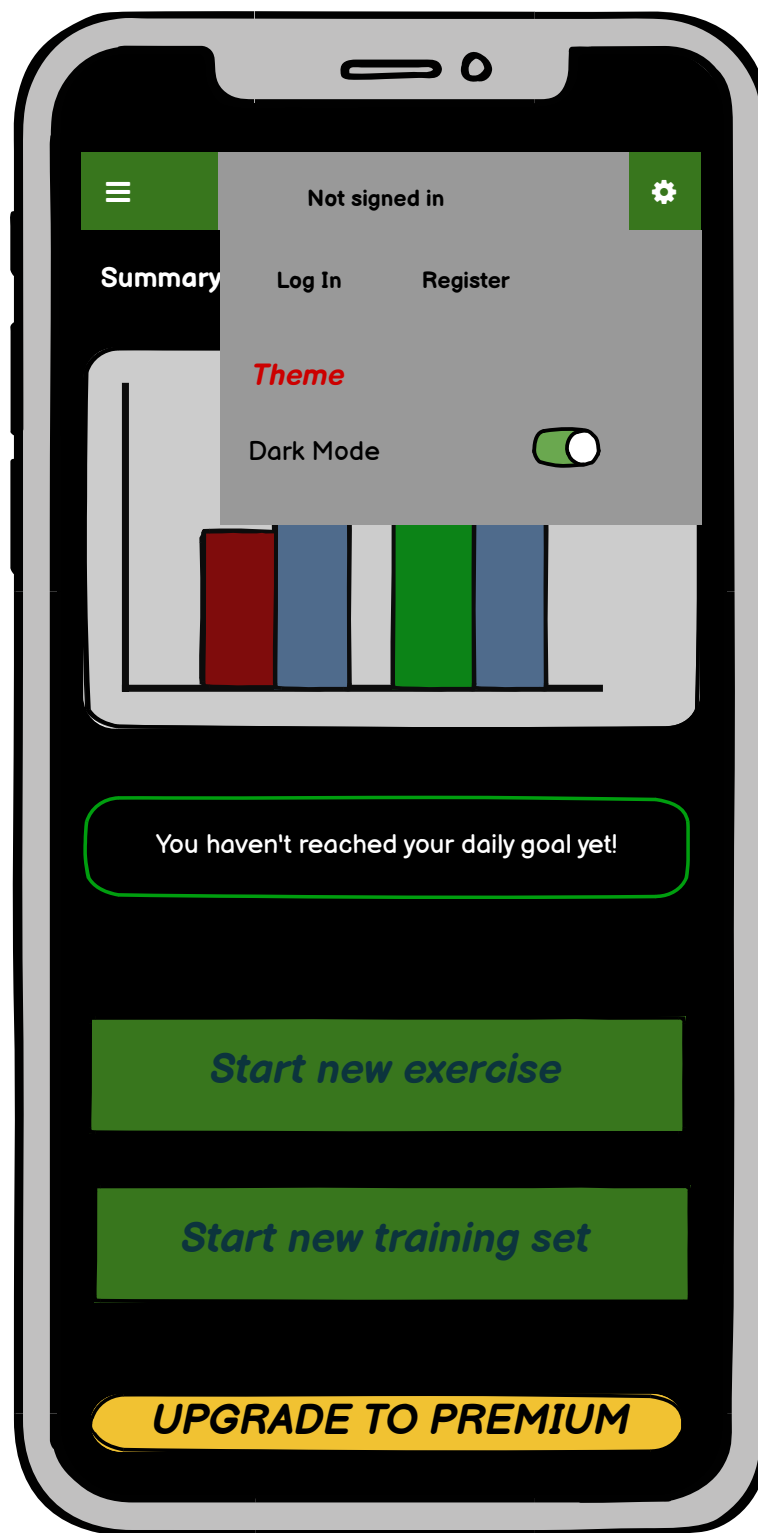 Not signed in
Summary
Log In
Register
Theme
Dark Mode
You haven't reached your daily goal yet!
Start new exercise
Start new training set
UPGRADE TO PREMIUM